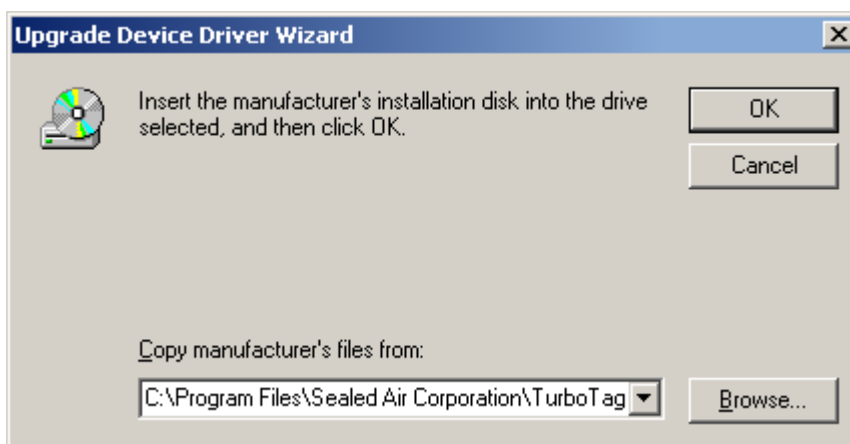 Upgrade Device Driver Wizard
Insert the manufacturer's installation disk into the drive
selected, and then click OK.
OK
Cancel
Copy manufacturer's files from:
C:\Program Files\Sealed Air Corporation\TurboTag
Browse...